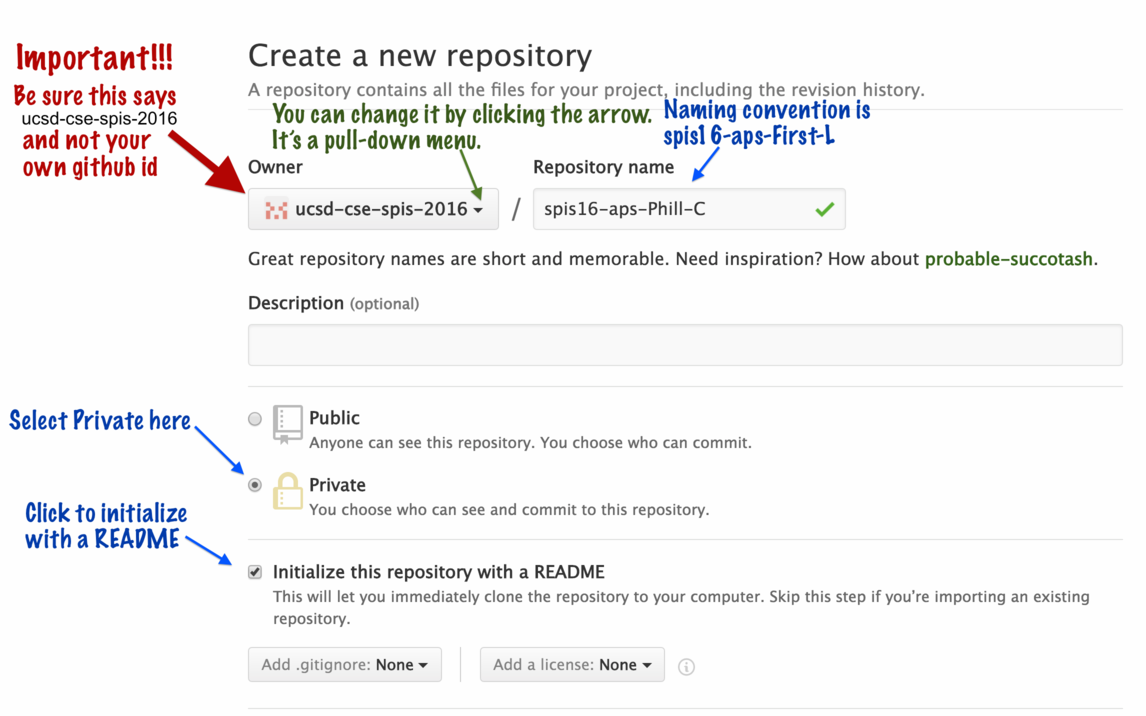 Important!!!
Be sure this says
ucsd-cse-spis-2016
and not your
own github id
Create a new repository
A repository contains all the files for your project, including the revision history.
You can change it by clicking the arrow.
It's a pull-down menu.
Naming convention is
spis16-aps-First-L
Owner
Repository name
ucsd-cse-spis-2016 / spis16-aps-Phill-C
Great repository names are short and memorable. Need inspiration? How about probable-succotash.
Description (optional)
Select Private here
Public
Anyone can see this repository. You choose who can commit.
Private
You choose who can see and commit to this repository.
Click to initialize
with a README
Initialize this repository with a README
This will let you immediately clone the repository to your computer. Skip this step if you're importing an existing
repository.
Add .gitignore: None
Add a license: None